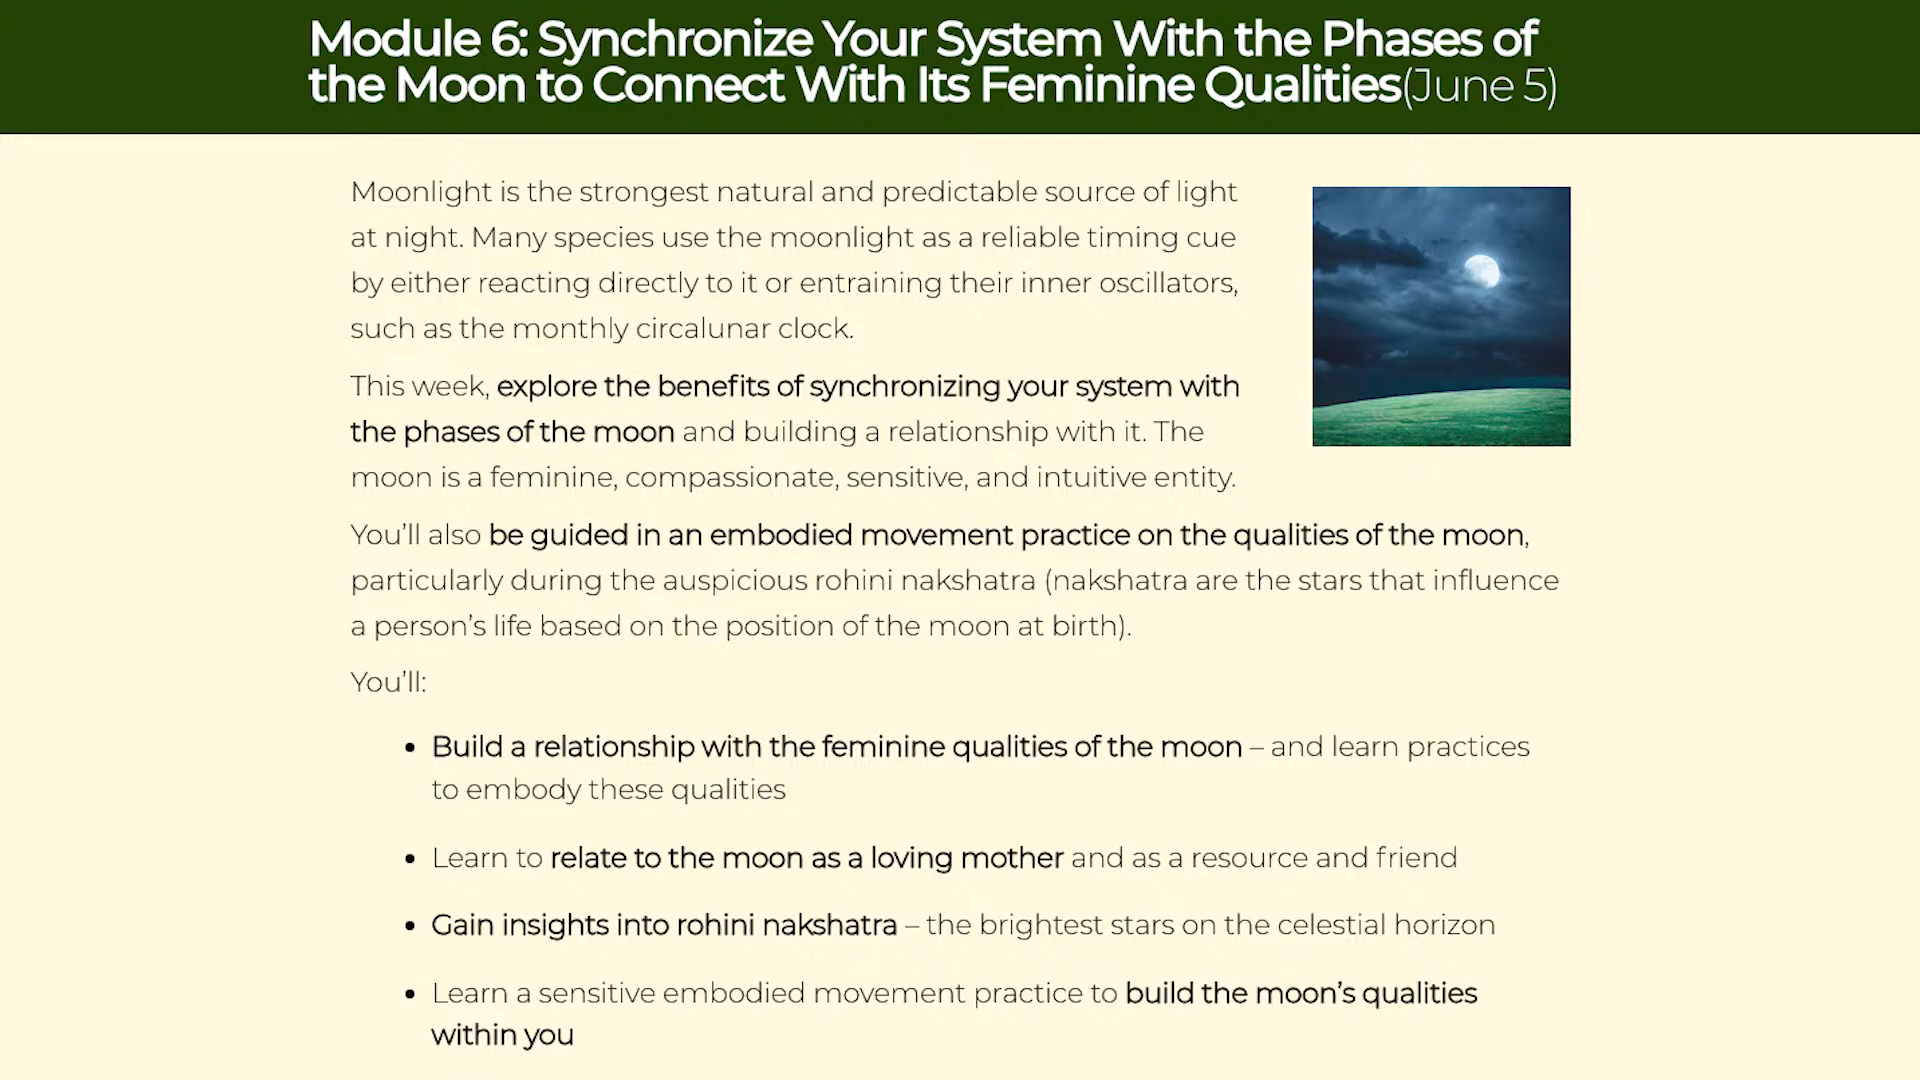 Module 6: Synchronize Your System With the Phases of
the Moon to Connect With Its Feminine Qualities(June 5)
Moonlight is the strongest natural and predictable source of light
at night. Many species use the moonlight as a reliable timing cue
by either reacting directly to it or entraining their inner oscillators,
such as the monthly circalunar clock.
This week, explore the benefits of synchronizing your system with
the phases of the moon and building a relationship with it. The
moon is a feminine, compassionate, sensitive, and intuitive entity.
You’ll also be guided in an embodied movement practice on the qualities of the moon,
particularly during the auspicious rohini nakshatra (nakshatra are the stars that influence
a person’s life based on the position of the moon at birth).
You’ll:
• Build a relationship with the feminine qualities of the moon – and learn practices
to embody these qualities
• Learn to relate to the moon as a loving mother and as a resource and friend
• Gain insights into rohini nakshatra – the brightest stars on the celestial horizon
• Learn a sensitive embodied movement practice to build the moon’s qualities
within you